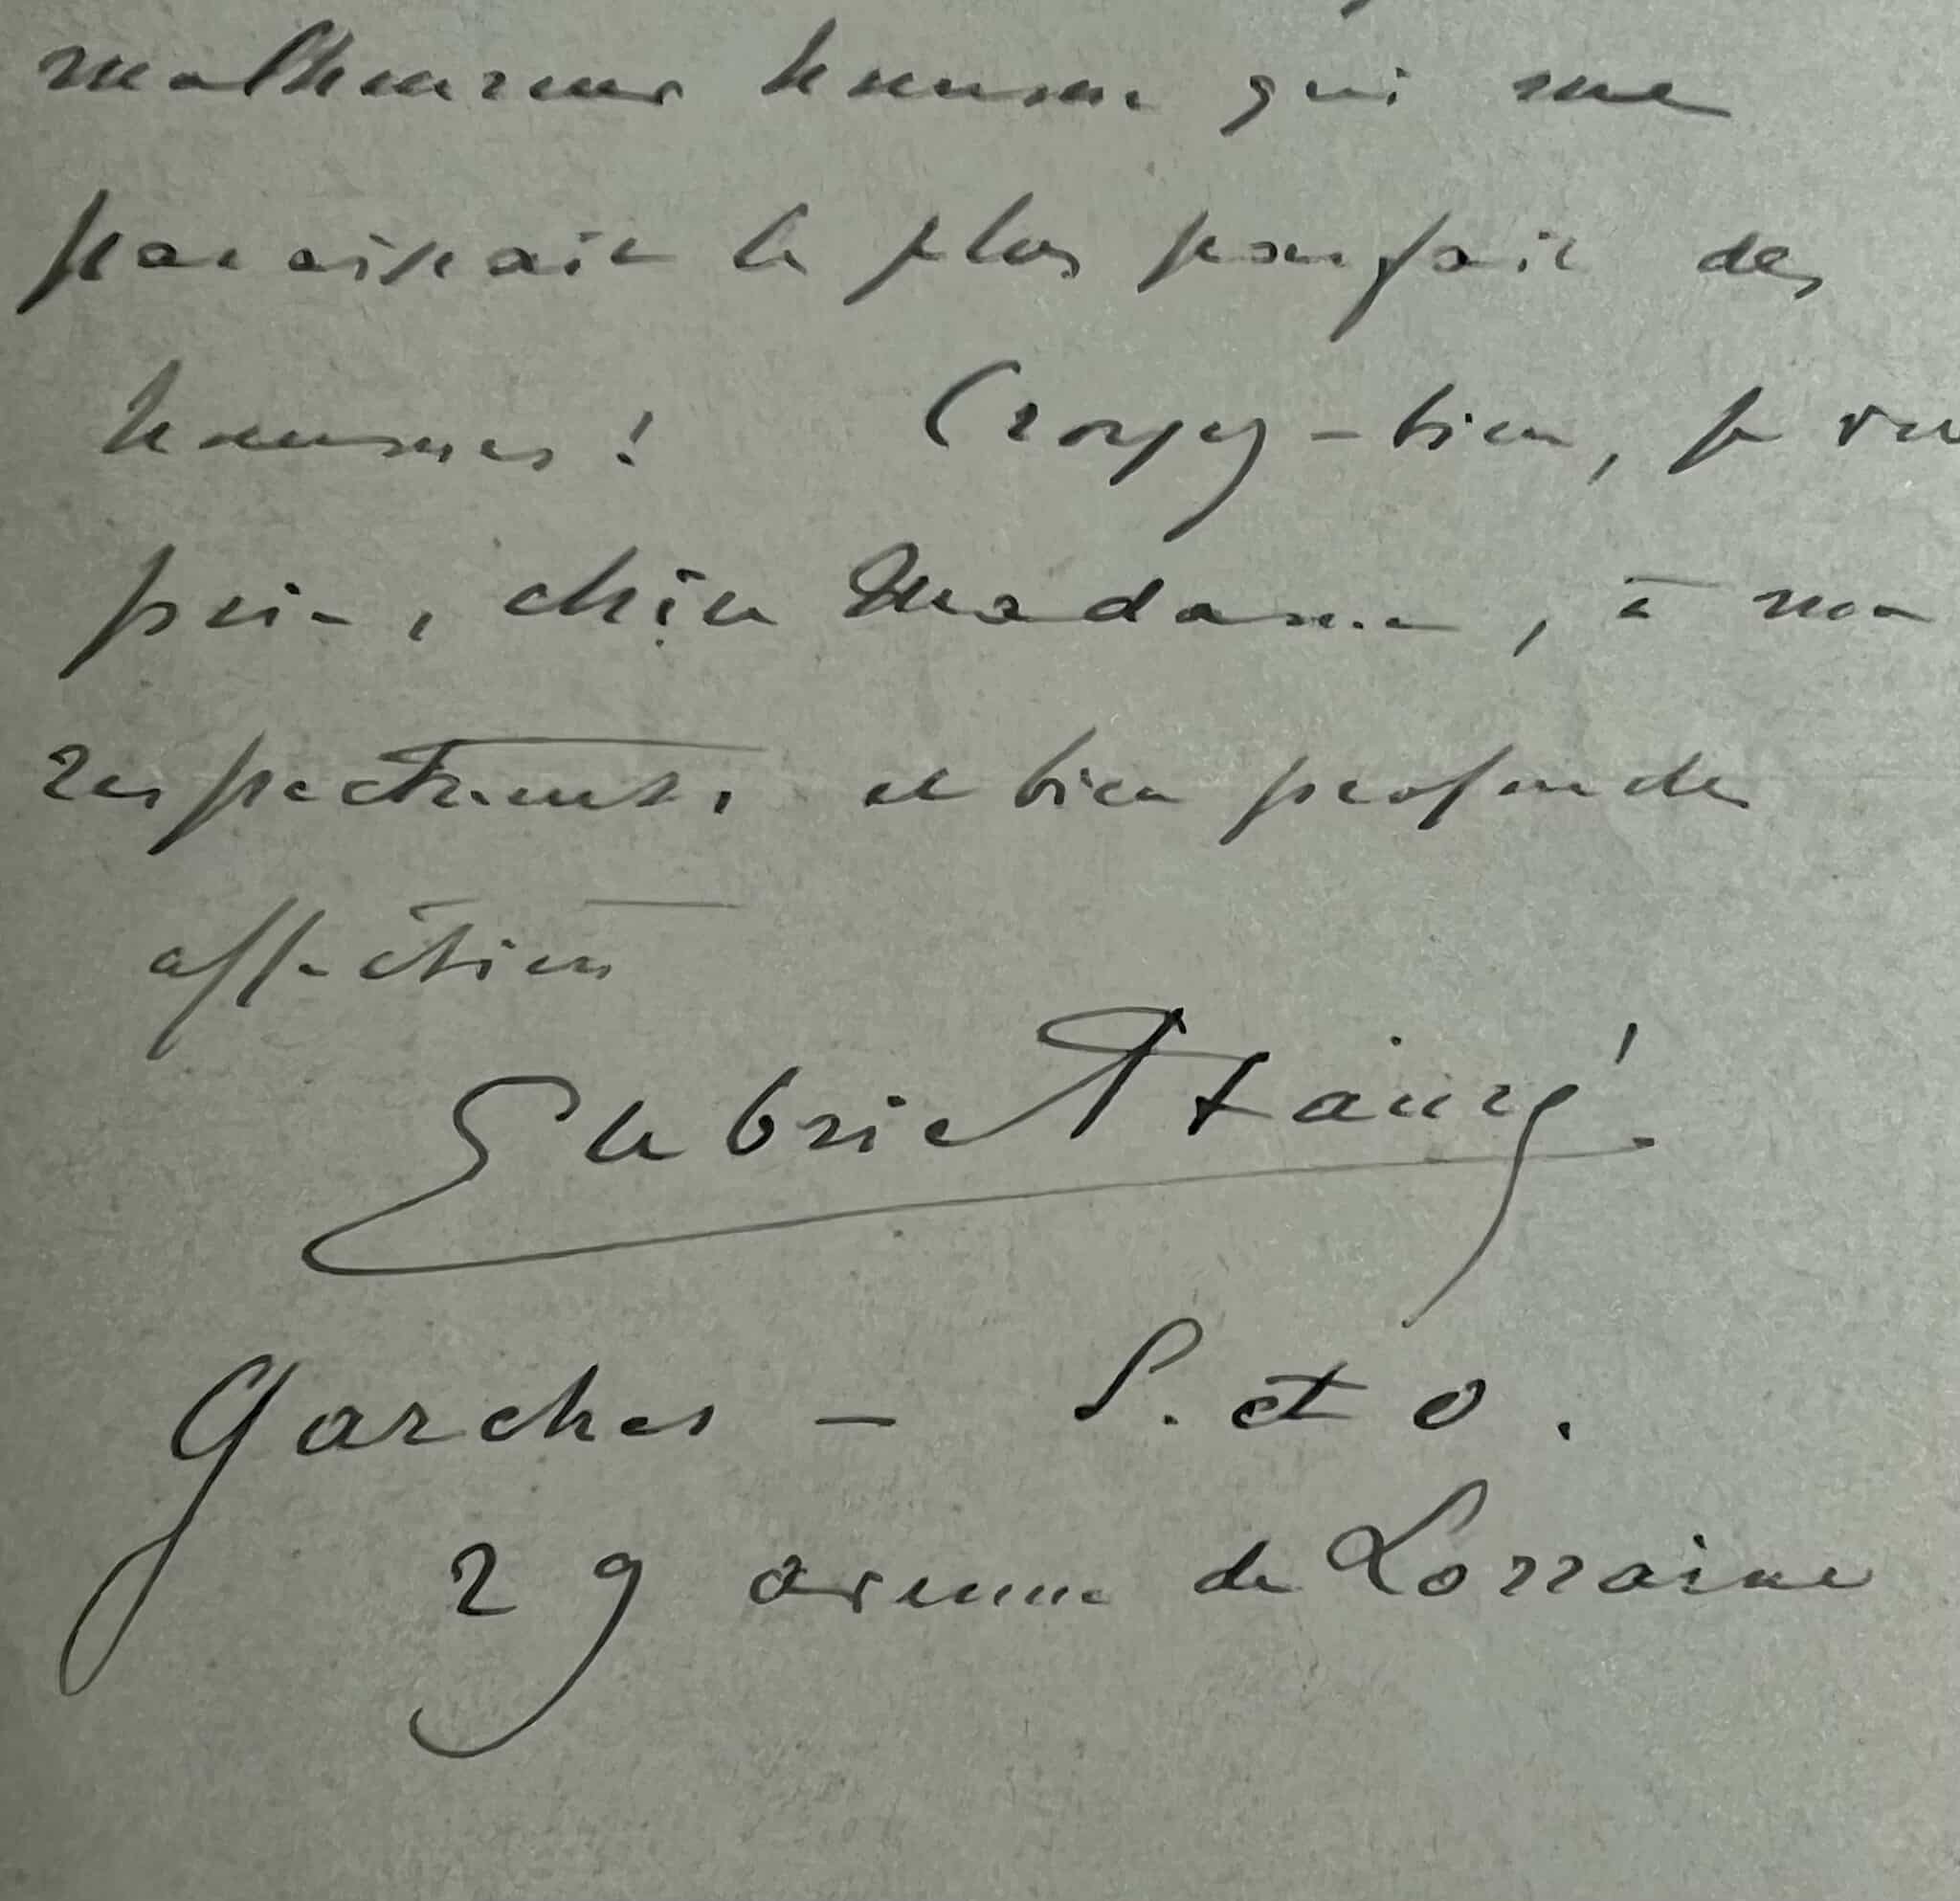 malheureux homme qui me
paraissait le plus parfait des
hommes ! Croyez-bien, je vous
prie, chère Madame, à ma
respectueuse et bien profonde
affection
Gabriel Fauré
Garches – S. et O.
29 avenue de Lorraine